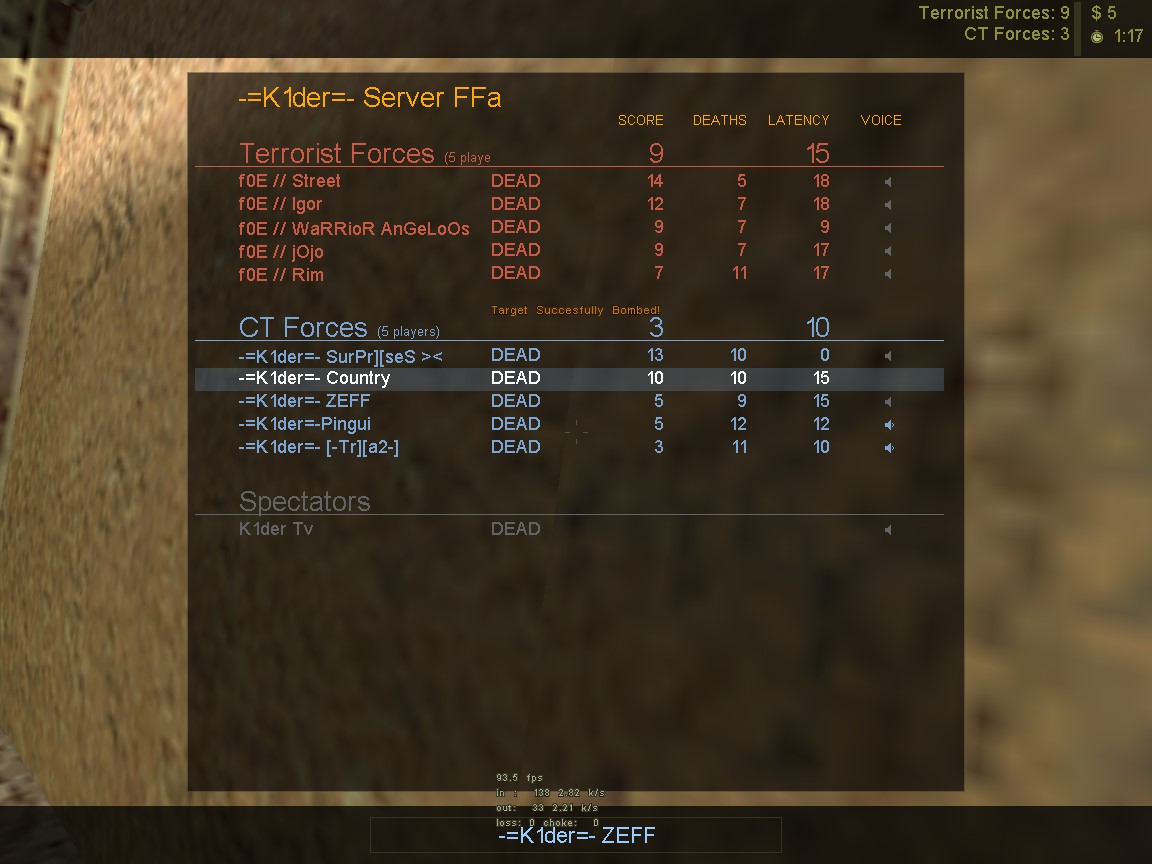 Terrorist Forces: 9 $ 5
CT Forces: 3 1:17
-=K1der=- Server FFa
SCORE DEATHS LATENCY VOICE
Terrorist Forces (5 playe 9 15
f0E // Street DEAD 14 5 18
f0E // Igor DEAD 12 7 18
f0E // WaRRioR AnGeLoOs DEAD 9 7 9
f0E // jOjo DEAD 9 7 17
f0E // Rim DEAD 7 11 17
Target Succesfully Bombed!
CT Forces (5 players) 3 10
-=K1der=- SurPr][seS >< DEAD 13 10 0
-=K1der=- Country DEAD 10 10 15
-=K1der=- ZEFF DEAD 5 9 15
-=K1der=-Pingui DEAD 5 12 12
-=K1der=- [-Tr][a2-] DEAD 3 11 10
Spectators
K1der Tv DEAD
93.5 fps
in : 138 2.82 k/s
out: 33 2.21 k/s
loss: 0 choke: 0
-=K1der=- ZEFF